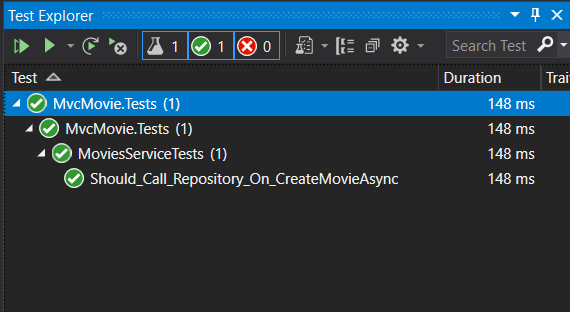 Test Explorer
1 1 0 Search Test
Test Duration Trai
MvcMovie.Tests (1) 148 ms
MvcMovie.Tests (1) 148 ms
MoviesServiceTests (1) 148 ms
Should_Call_Repository_On_CreateMovieAsync 148 ms